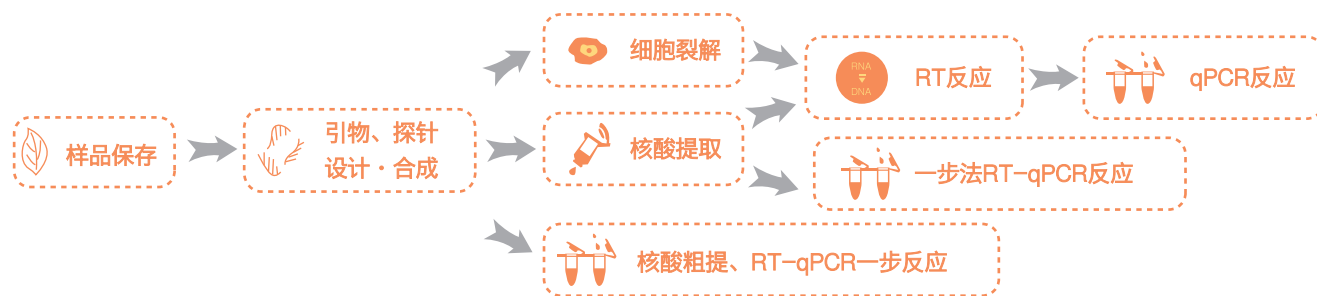 样品保存
引物、探针
设计·合成
细胞裂解
核酸提取
核酸粗提、RT-qPCR一步反应
RNA
DNA
RT反应
一步法RT-qPCR反应
qPCR反应